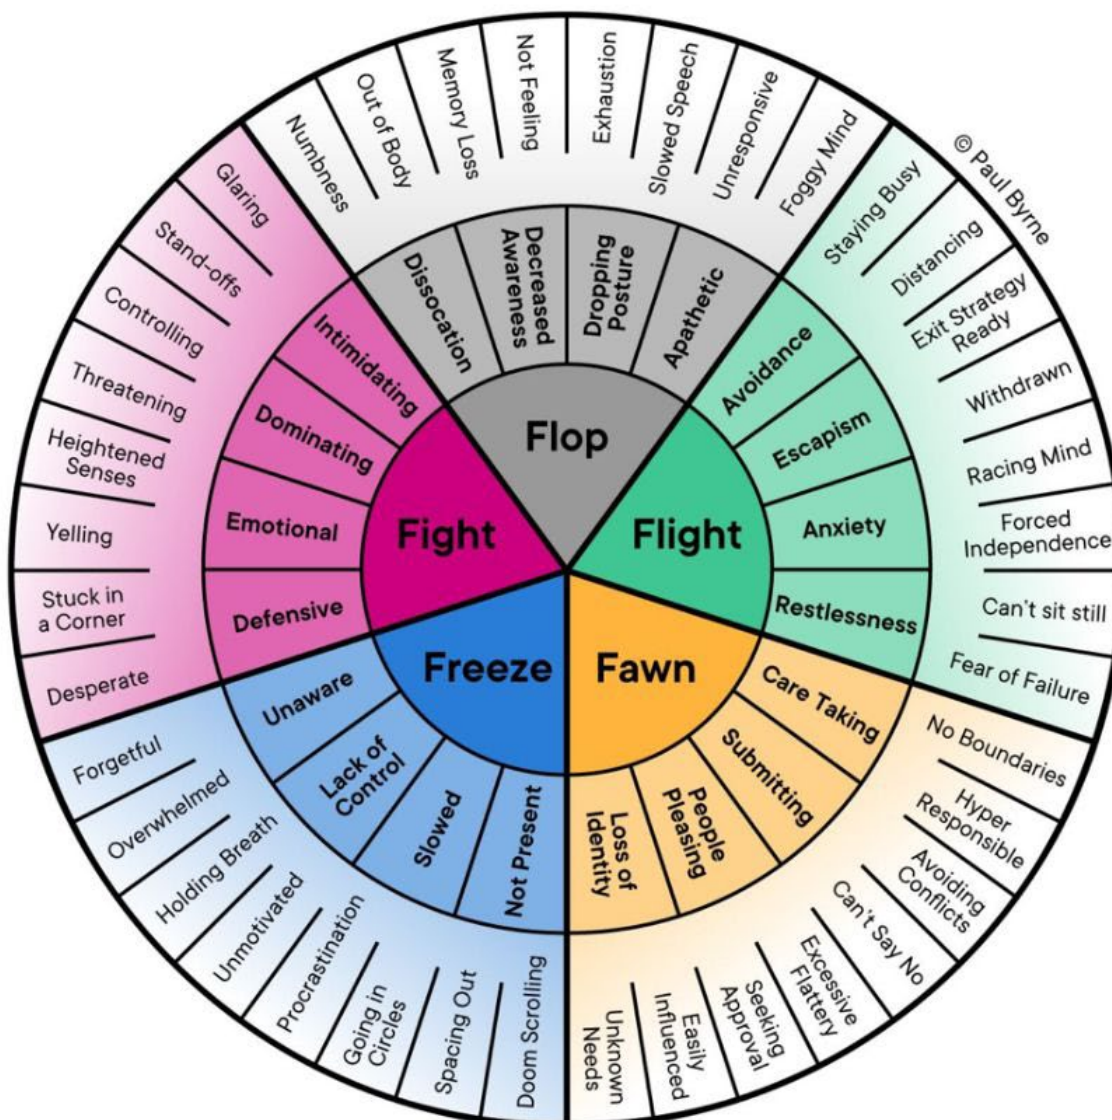 © Paul Byrne
Flop
Dissocation
Decreased
Awareness
Dropping
Posture
Apathetic
Numbness
Out of Body
Memory Loss
Not Feeling
Exhaustion
Slowed Speech
Unresponsive
Foggy Mind
Flight
Avoidance
Escapism
Anxiety
Restlessness
Staying Busy
Distancing
Exit Strategy
Ready
Withdrawn
Racing Mind
Forced
Independence
Can't sit still
Fear of Failure
Fawn
Care Taking
Submitting
People
Pleasing
Loss of
Identity
No Boundaries
Hyper
Responsible
Avoiding
Conflicts
Can't Say No
Excessive
Flattery
Seeking
Approval
Easily
Influenced
Unknown
Needs
Freeze
Not Present
Slowed
Lack of
Control
Unaware
Doom Scrolling
Spacing Out
Going in
Circles
Procrastination
Unmotivated
Holding Breath
Overwhelmed
Forgetful
Fight
Defensive
Emotional
Dominating
Intimidating
Desperate
Stuck in
a Corner
Yelling
Heightened
Senses
Threatening
Controlling
Stand-offs
Glaring